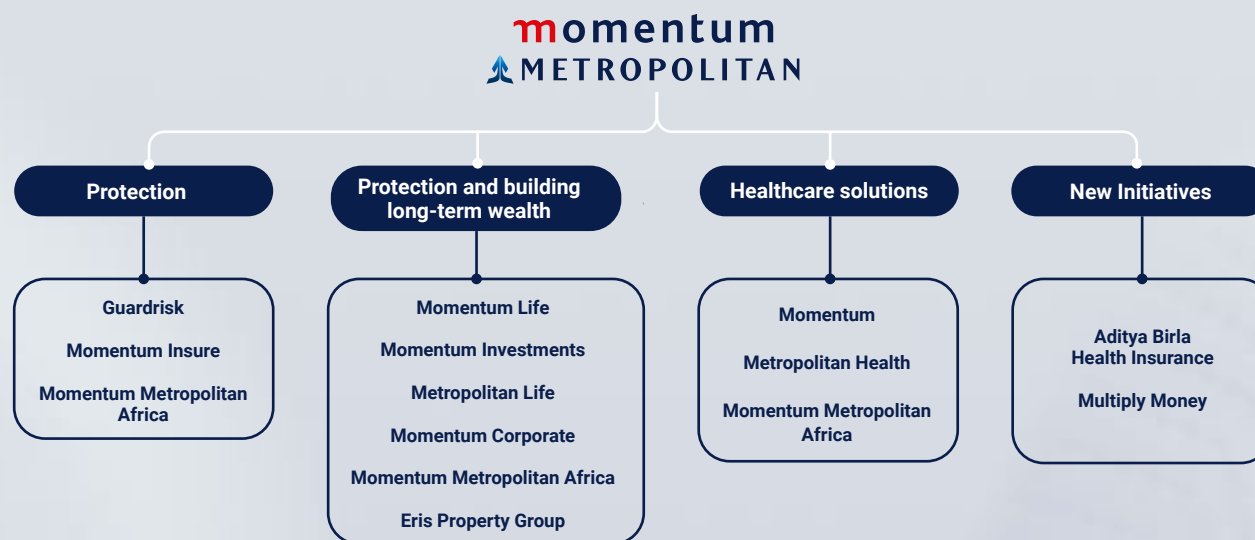 momentum
METROPOLITAN
Protection
Guardrisk
Momentum Insure
Momentum Metropolitan
Africa
Protection and building
long-term wealth
Momentum Life
Momentum Investments
Metropolitan Life
Momentum Corporate
Momentum Metropolitan Africa
Eris Property Group
Healthcare solutions
Momentum
Metropolitan Health
Momentum Metropolitan
Africa
New Initiatives
Aditya Birla
Health Insurance
Multiply Money